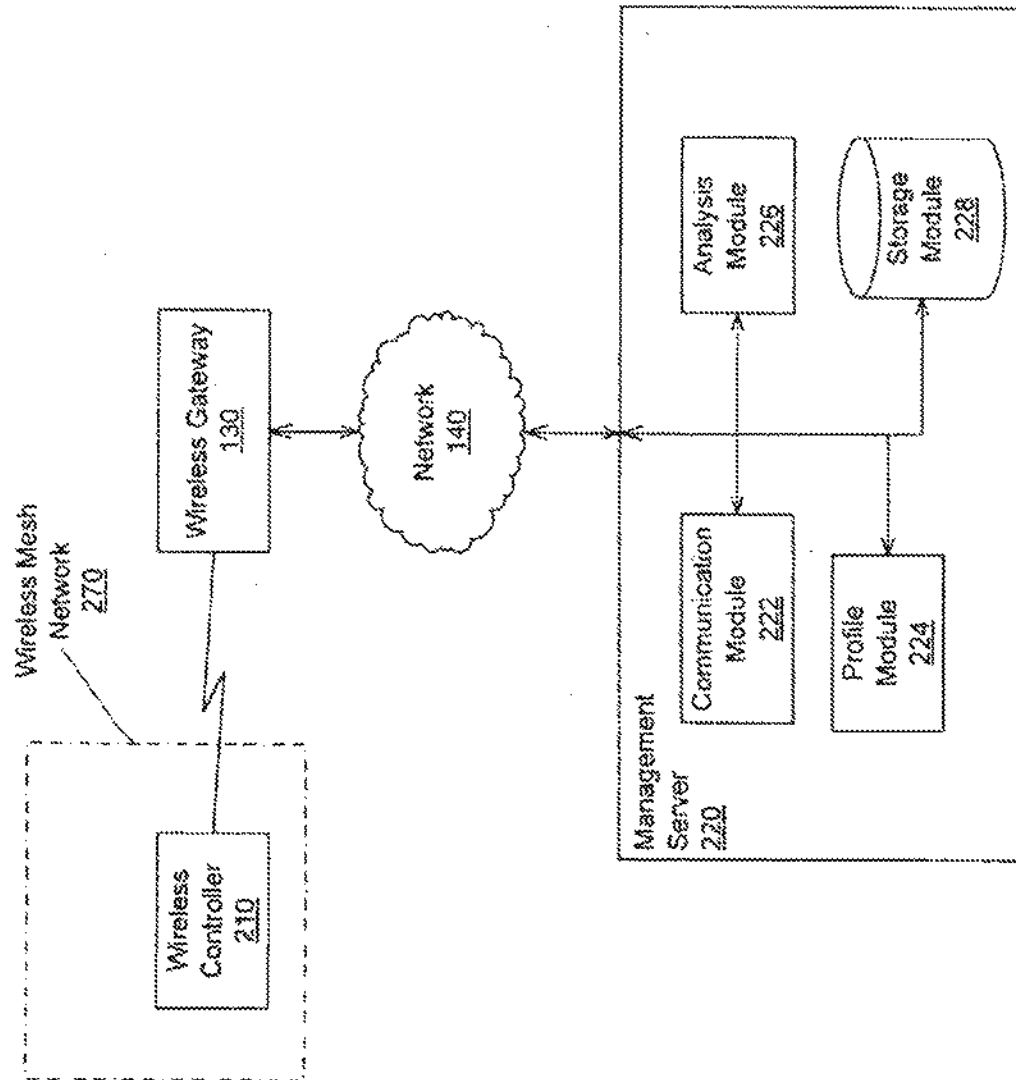 Wireless Mesh
Network
270
Wireless
Controller
210
Wireless Gateway
130
Network
140
Management
Server
220
Communication
Module
222
Analysis
Module
226
Profile
Module
224
Storage
Module
228